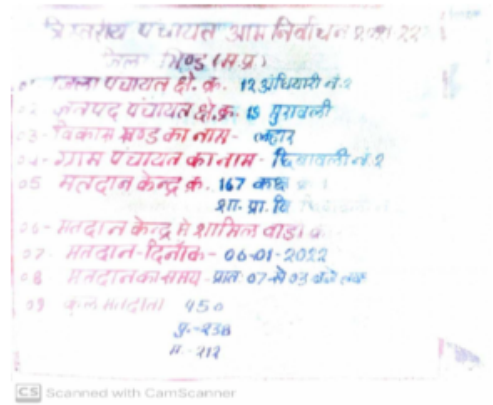 त्रिस्तरीय पंचायत आम निर्वाचन 2021-22
जिला भिण्ड (म.प्र)
01 जिला पंचायत क्षे. क्र. 12 अंधियारी नं.2
02 जनपद पंचायत क्षे.क्र. 15 मुरावली
03- विकास खण्ड का नाम- लहार
04- ग्राम पंचायत का नाम - चिरावली नं.2
05 मतदान केन्द्र क्र. 167 कक्ष
शा. प्रा. वि
06- मतदान केन्द्र मे शामिल वार्डो
07- मतदान-दिनांक- 06-01-2022
08 मतदान का समय -प्रातः 07 से 03 बजे तक
09 कुल मतदाता 450
पु.-238
म.-212
CS Scanned with CamScanner